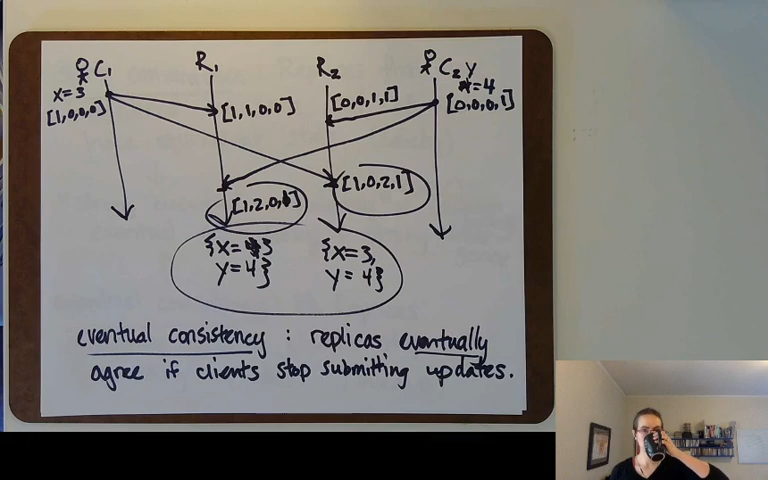 C₁ R₁ R₂ C₂ y
x=3 x=4
[1,0,0,0] [1,1,0,0] [0,0,1,1] [0,0,0,1]
[1,2,0,1] [1,0,2,1]
{x=3 {x=3,
y=4} y=4}
eventual consistency : replicas eventually
agree if clients stop submitting updates.